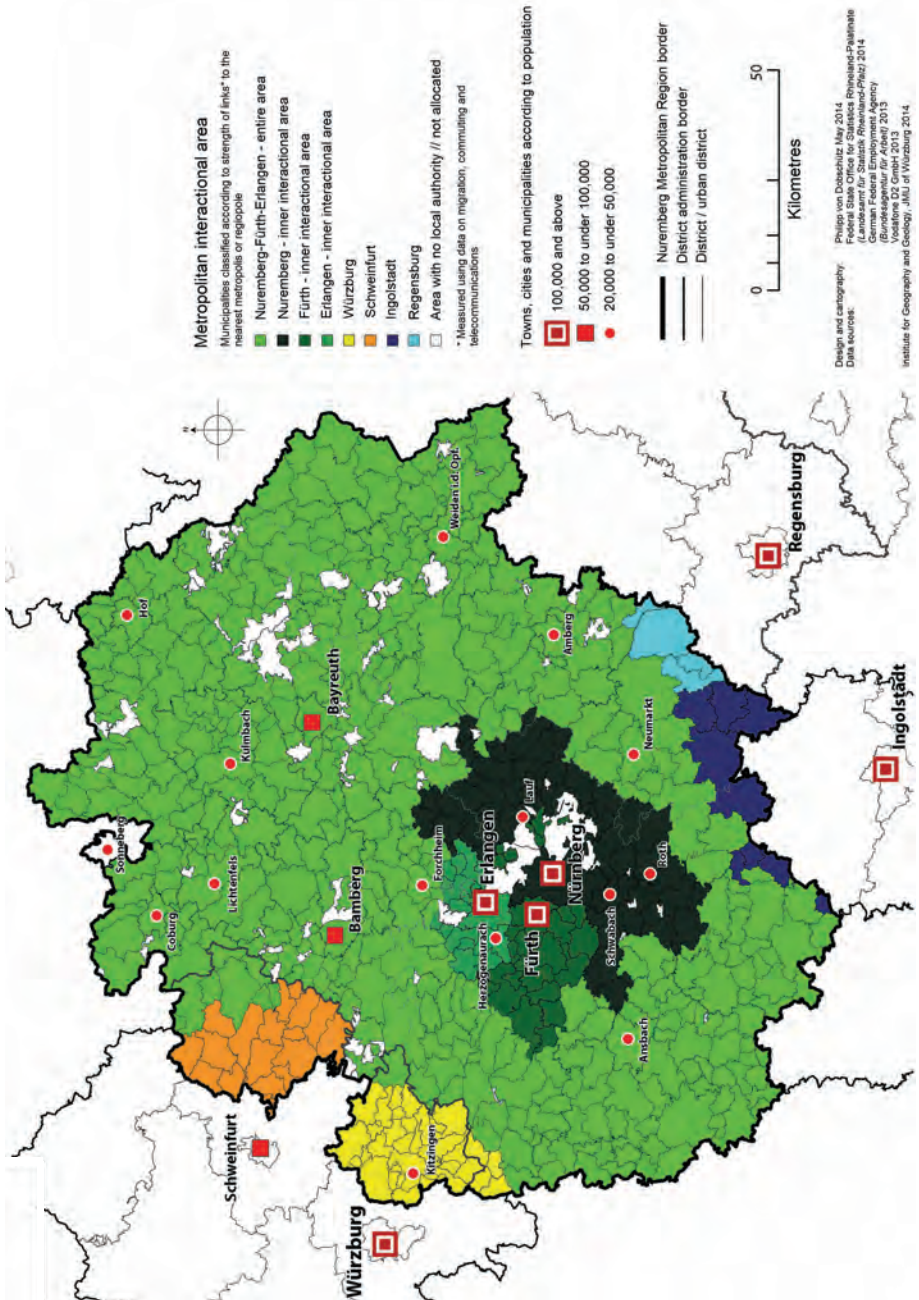 Metropolitan interactional area
Municipalities classified according to strength of links* to the
nearest metropolis or regiopole
Nuremberg-Fürth-Erlangen - entire area
Nuremberg - inner interactional area
Fürth - inner interactional area
Erlangen - inner interactional area
Würzburg
Schweinfurt
Ingolstadt
Regensburg
Area with no local authority // not allocated
* Measured using data on migration, commuting and
telecommunications
Towns, cities and municipalities according to population
100,000 and above
50,000 to under 100,000
20,000 to under 50,000
Nuremberg Metropolitan Region border
District administration border
District / urban district
0
5
50
Kilometres
Design and cartography:
Philipp von Dobschütz May 2014
Data sources:
Federal State Office for Statistics Rhineland-Palatinate
(Landesamt für Statistik Rheinland-Pfalz) 2014
German Federal Employment Agency
(Bundesagentur für Arbeit) 2013
Vodafone D2 GmbH 2013
Institute for Geography and Geology, JMU of Würzburg 2014
N
Sonneberg
Coburg
Hof
Lichtenfels
Kulmbach
Schweinfurt
Bamberg
Bayreuth
Würzburg
Kitzingen
Forchheim
Weiden i.d. Opf.
Herzogenaurach
Erlangen
Lauf
Fürth
Nürnberg
Amberg
Schwabach
Ansbach
Roth
Neumarkt
Regensburg
Ingolstadt